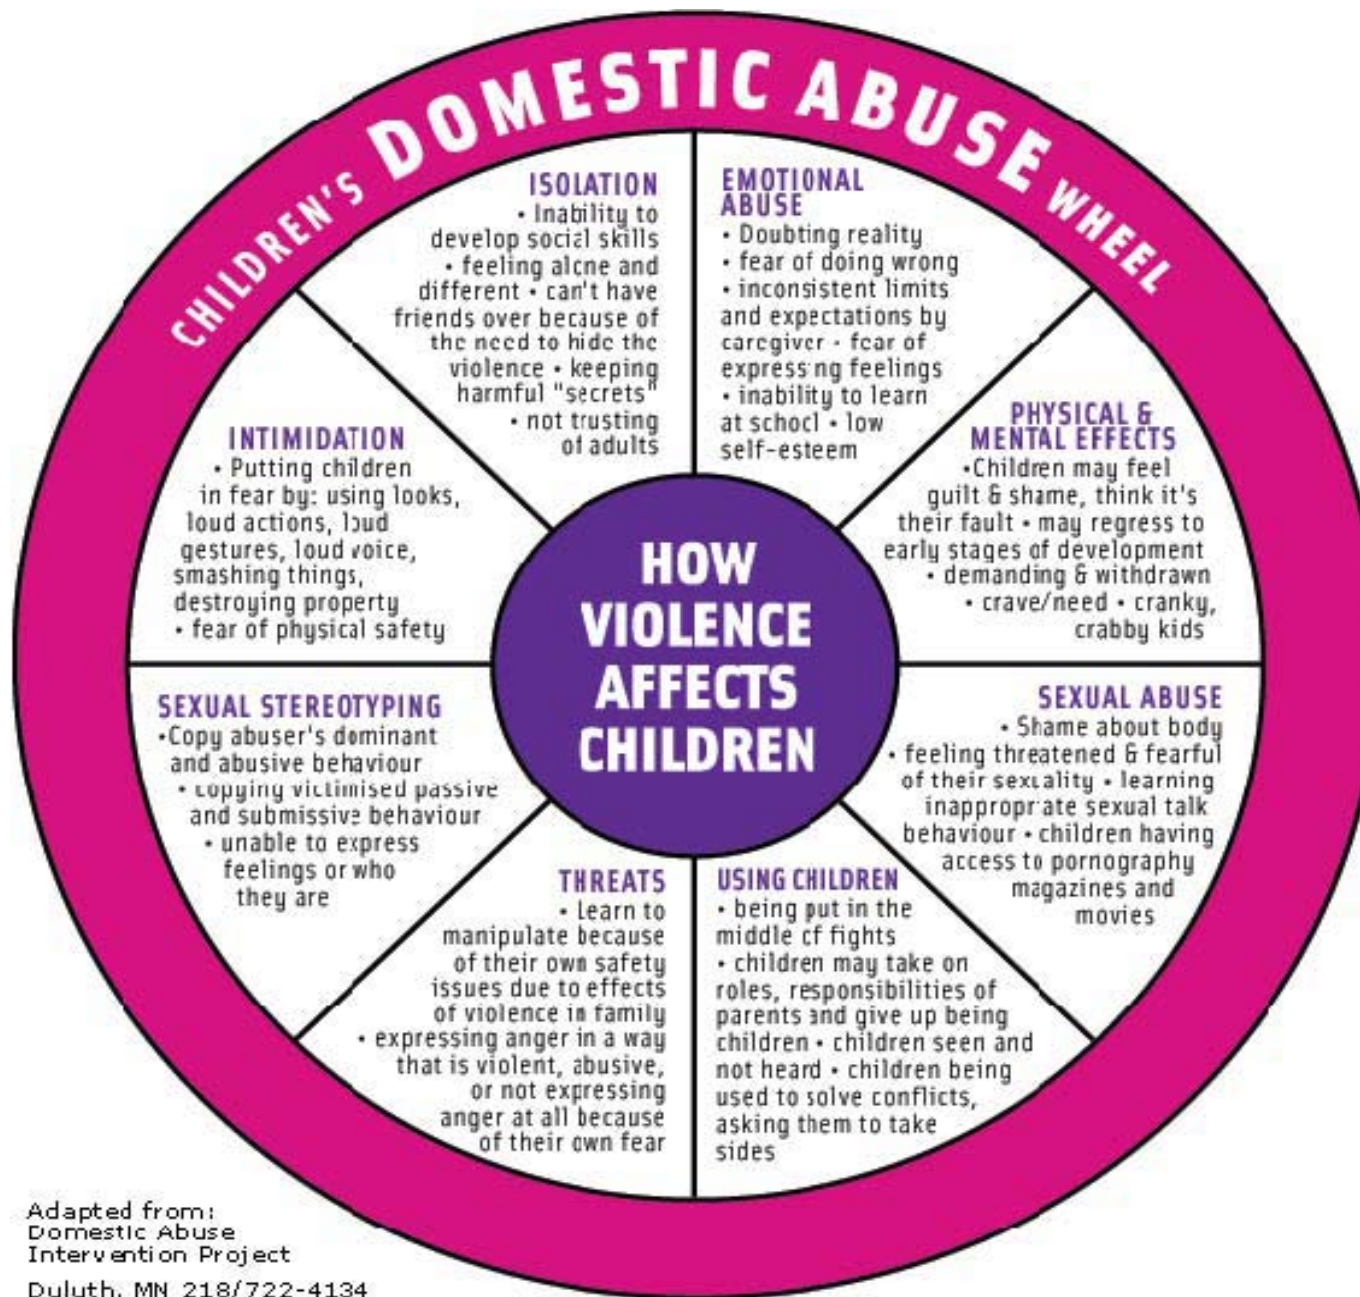 CHILDREN'S DOMESTIC ABUSE WHEEL
ISOLATION
• Inability to
develop social skills
• feeling alone and
different • can't have
friends over because of
the need to hide the
violence • keeping
harmful "secrets"
• not trusting
of adults
EMOTIONAL
ABUSE
• Doubting reality
• fear of doing wrong
• inconsistent limits
and expectations by
caregiver • fear of
expressing feelings
• inability to learn
at school • low
self-esteem
PHYSICAL &
MENTAL EFFECTS
•Children may feel
guilt & shame, think it's
their fault • may regress to
early stages of development
• demanding & withdrawn
• crave/need • cranky,
crabby kids
SEXUAL ABUSE
• Shame about body
• feeling threatened & fearful
of their sexuality • learning
inappropriate sexual talk
behaviour • children having
access to pornography
magazines and
movies
USING CHILDREN
• being put in the
middle of fights
• children may take on
roles, responsibilities of
parents and give up being
children • children seen and
not heard • children being
used to solve conflicts,
asking them to take
sides
THREATS
• Learn to
manipulate because
of their own safety
issues due to effects
of violence in family
• expressing anger in a way
that is violent, abusive,
or not expressing
anger at all because
of their own fear
SEXUAL STEREOTYPING
•Copy abuser's dominant
and abusive behaviour
• copying victimised passive
and submissive behaviour
• unable to express
feelings or who
they are
INTIMIDATION
• Putting children
in fear by: using looks,
loud actions, loud
gestures, loud voice,
smashing things,
destroying property
• fear of physical safety
HOW
VIOLENCE
AFFECTS
CHILDREN
Adapted from:
Domestic Abuse
Intervention Project
Duluth, MN 218/722-4134